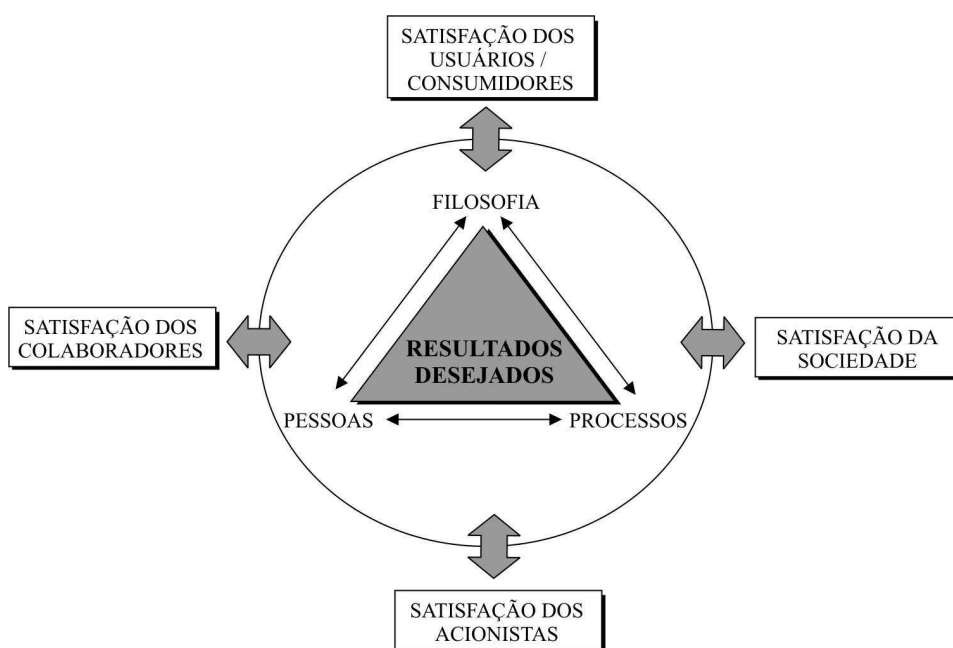 SATISFAÇÃO DOS
USUÁRIOS /
CONSUMIDORES
FILOSOFIA
SATISFAÇÃO DOS
COLABORADORES
RESULTADOS
DESEJADOS
SATISFAÇÃO DA
SOCIEDADE
PESSOAS
PROCESSOS
SATISFAÇÃO DOS
ACIONISTAS